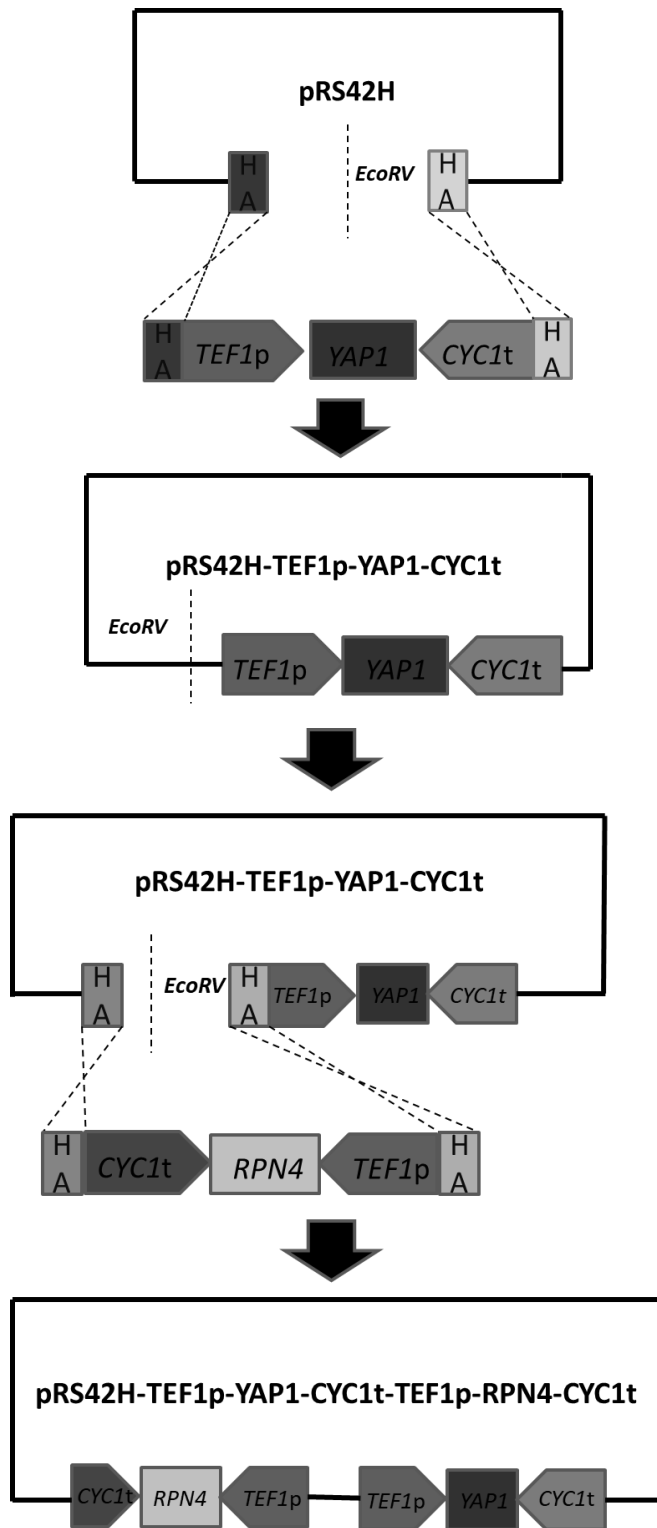 pRS42H
H
A
EcoRV
H
A
H
A
TEF1p
YAP1
CYC1t
H
A
pRS42H-TEF1p-YAP1-CYC1t
EcoRV
TEF1p
YAP1
CYC1t
pRS42H-TEF1p-YAP1-CYC1t
H
A
EcoRV
H
A
TEF1p
YAP1
CYC1t
H
A
CYC1t
RPN4
TEF1p
H
A
pRS42H-TEF1p-YAP1-CYC1t-TEF1p-RPN4-CYC1t
CYC1t
RPN4
TEF1p
TEF1p
YAP1
CYC1t